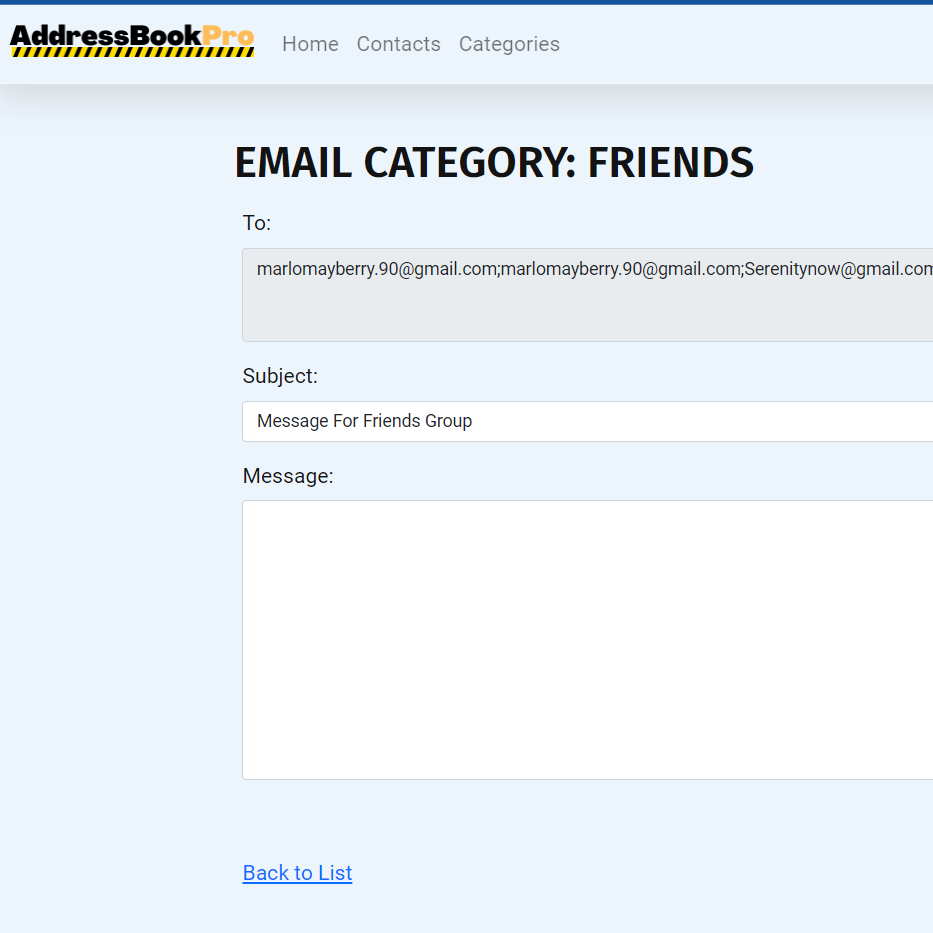 AddressBookPro Home Contacts Categories
EMAIL CATEGORY: FRIENDS
To:
marlomayberry.90@gmail.com;marlomayberry.90@gmail.com;Serenitynow@gmail.com
Subject:
Message For Friends Group
Message:
Back to List